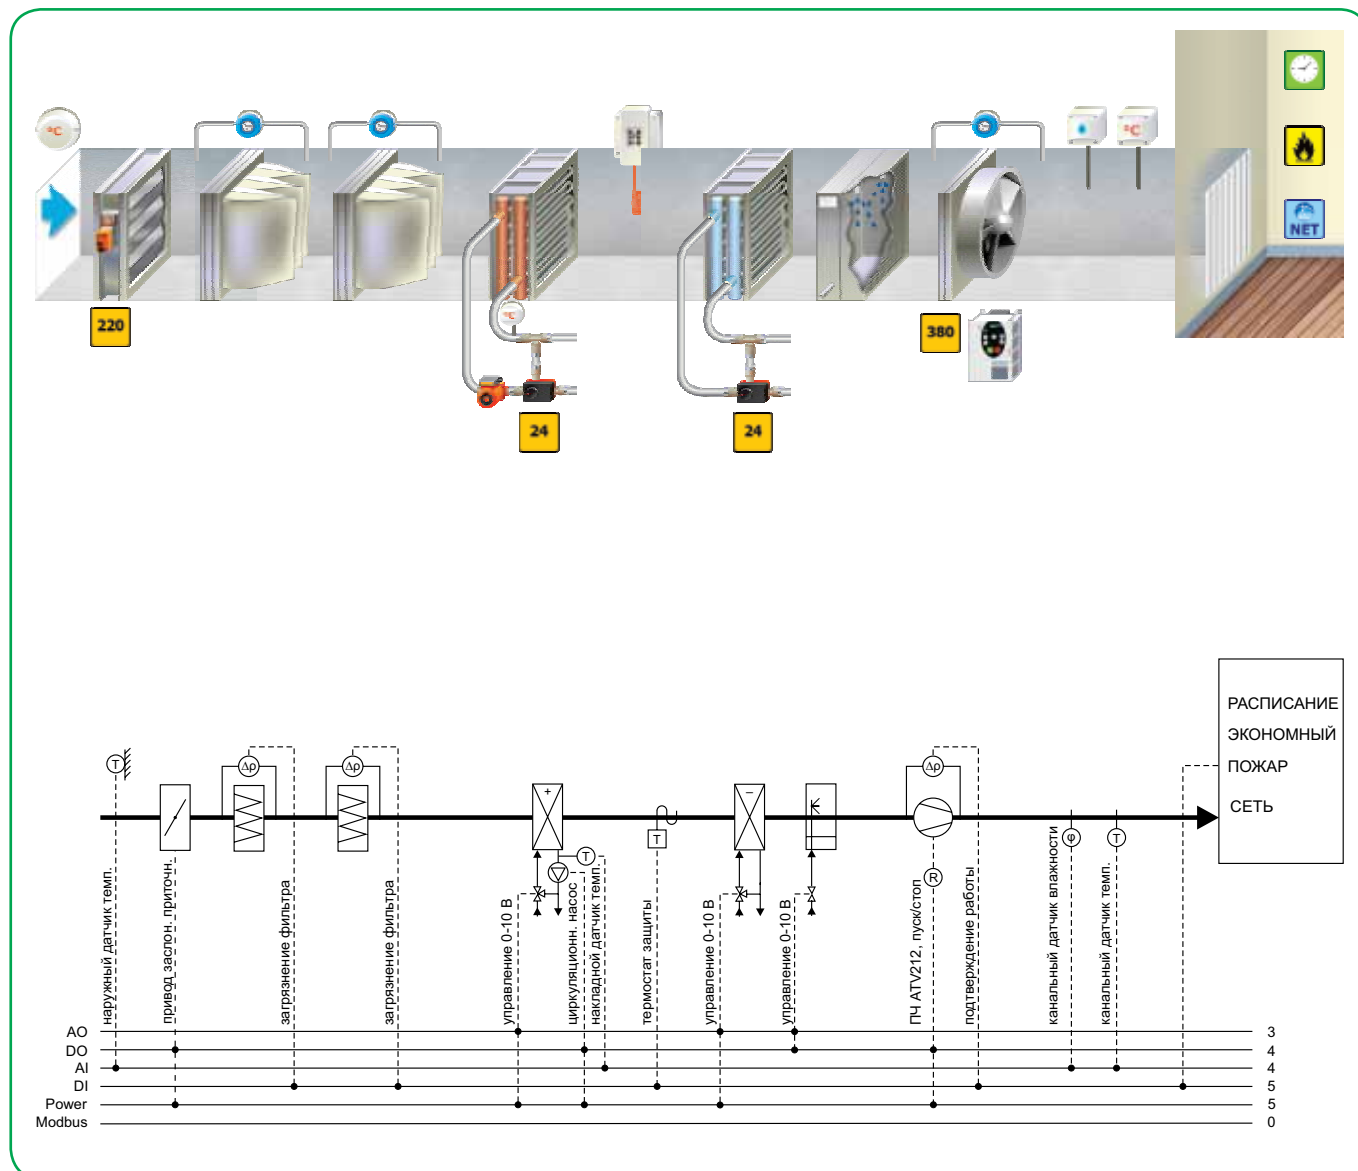 °C
°C
NET
220
°C
380
24
24
РАСПИСАНИЕ
ЭКОНОМНЫЙ
ПОЖАР
СЕТЬ
T
Δρ
Δρ
+
T
T
–
Δρ
R
φ
T
наружный датчик темп.
привод заслон. приточн.
загрязнение фильтра
загрязнение фильтра
управление 0-10 В
циркуляционн. насос
накладной датчик темп.
термостат защиты
управление 0-10 В
управление 0-10 В
ПЧ ATV212, пуск/стоп
подтверждение работы
канальный датчик влажности
канальный датчик темп.
AO 3
DO 4
AI 4
DI 5
Power 5
Modbus 0